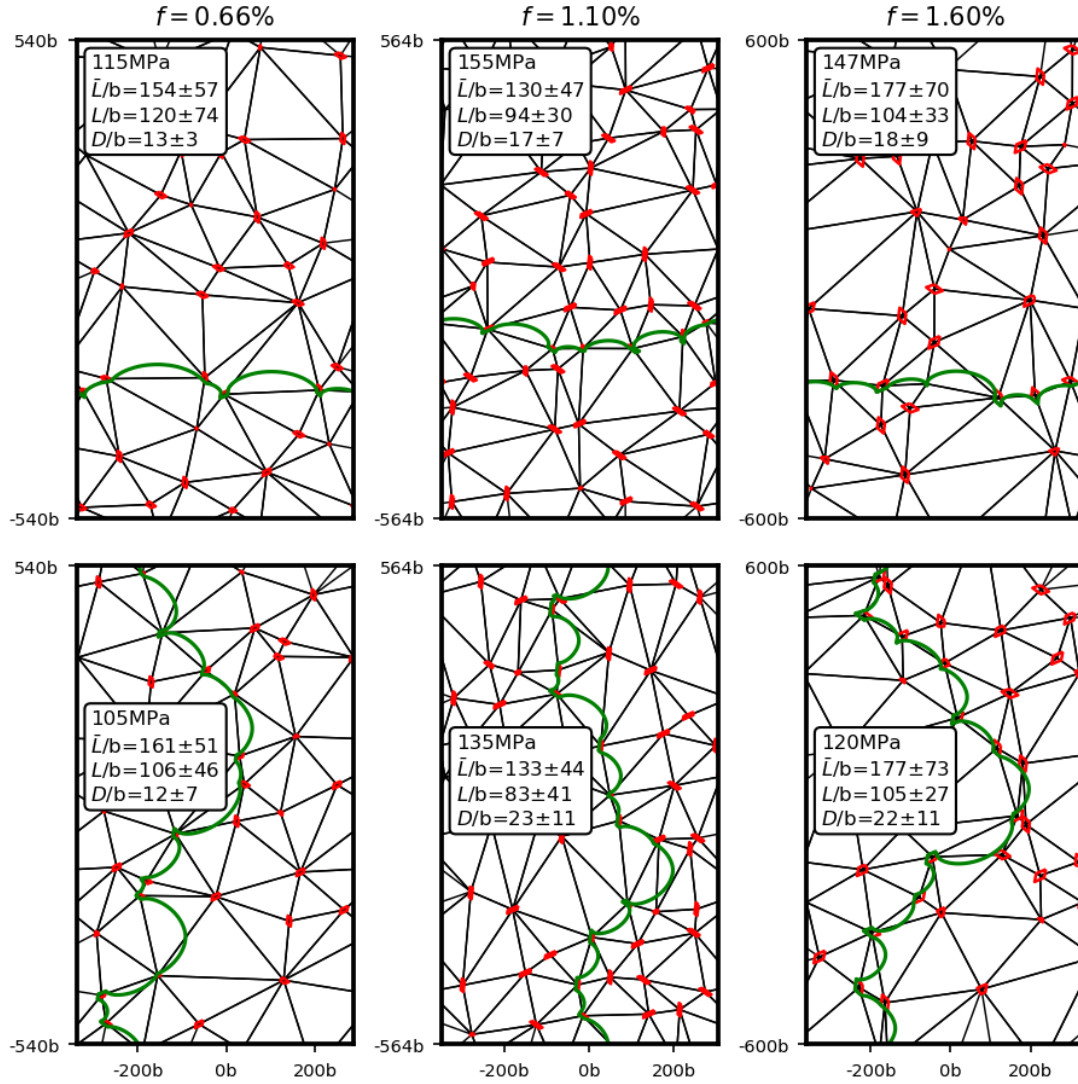 f = 0.66% f = 1.10% f = 1.60%
540b 564b 600b
115MPa
L̄/b=154±57
L/b=120±74
D/b=13±3
155MPa
L̄/b=130±47
L/b=94±30
D/b=17±7
147MPa
L̄/b=177±70
L/b=104±33
D/b=18±9
-540b -564b -600b
540b 564b 600b
105MPa
L̄/b=161±51
L/b=106±46
D/b=12±7
135MPa
L̄/b=133±44
L/b=83±41
D/b=23±11
120MPa
L̄/b=177±73
L/b=105±27
D/b=22±11
-540b -564b -600b
-200b 0b 200b -200b 0b 200b -200b 0b 200b